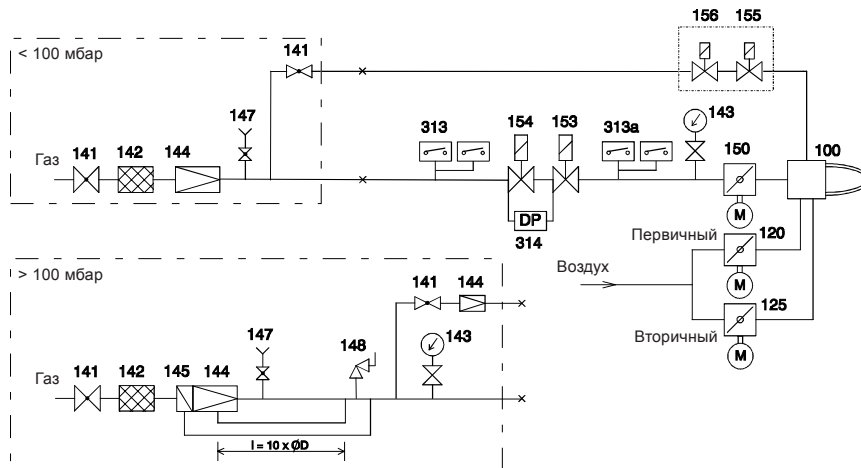 156 155
< 100 мбар
141
147
313
154
153
313a
143
150
100
Газ
141
142
144
M
DP
314
Первичный
120
M
Воздух
125
Вторичный
M
> 100 мбар
141
144
147
148
143
Газ
141
142
145
144
l = 10 x ØD